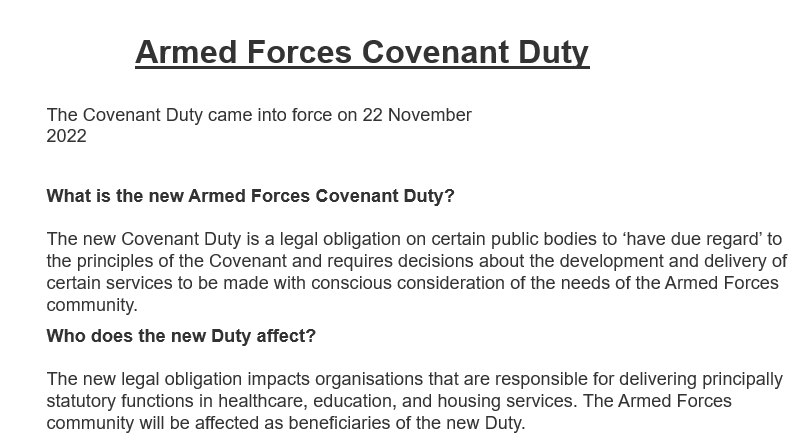 Armed Forces Covenant Duty
The Covenant Duty came into force on 22 November
2022
What is the new Armed Forces Covenant Duty?
The new Covenant Duty is a legal obligation on certain public bodies to ‘have due regard’ to
the principles of the Covenant and requires decisions about the development and delivery of
certain services to be made with conscious consideration of the needs of the Armed Forces
community.
Who does the new Duty affect?
The new legal obligation impacts organisations that are responsible for delivering principally
statutory functions in healthcare, education, and housing services. The Armed Forces
community will be affected as beneficiaries of the new Duty.